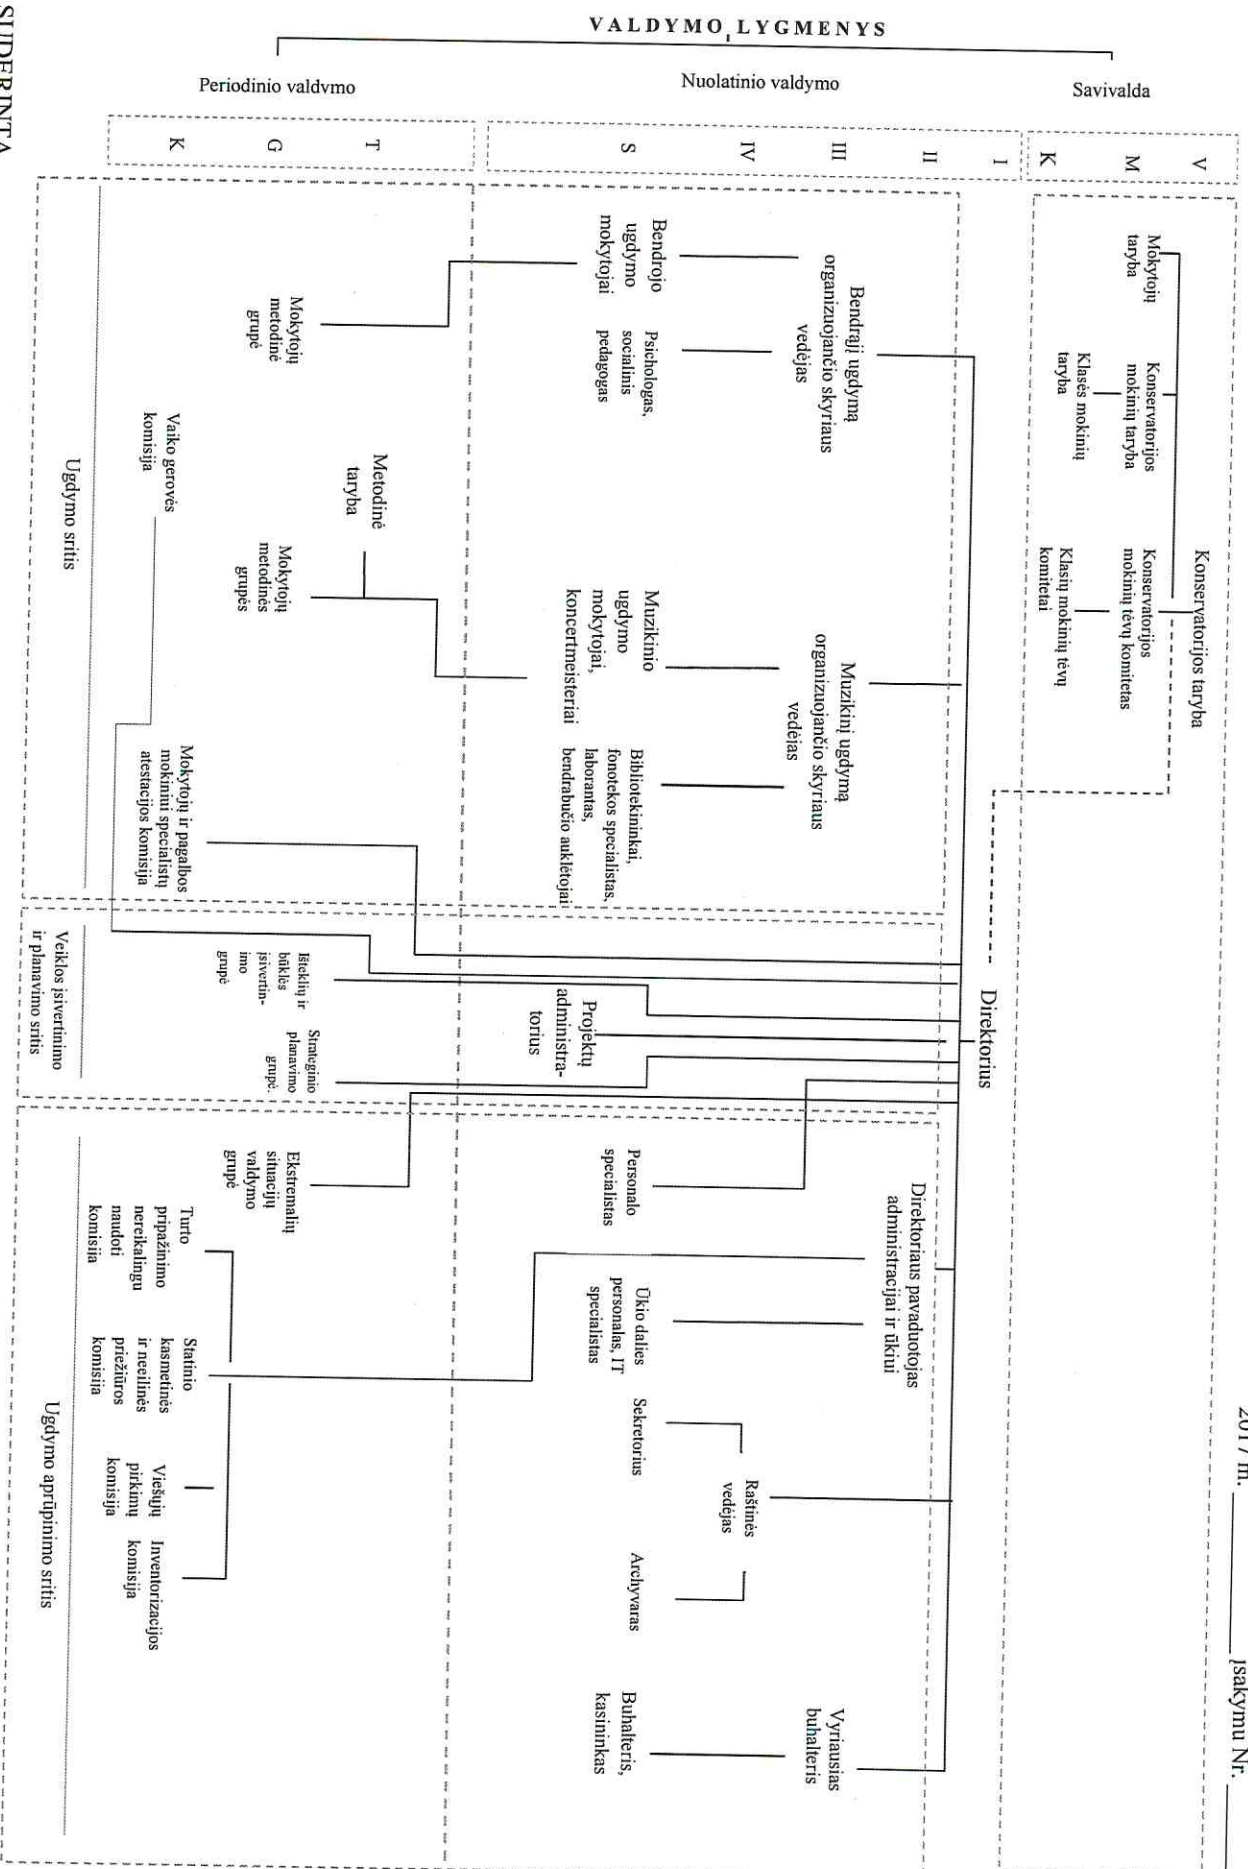 VALDYMO LYGMENYS
Periodinio valdymo
Nuolatinio valdymo
Savivalda
K
G
T
S
IV
III
II
I
K
M
V
2017 m.
įsakymu Nr.
SUDERINTA
Konservatorijos taryba
Mokytojų
taryba
Konservatorijos
mokinių taryba
Klasės mokinių
taryba
Konservatorijos
mokinių tėvų komitetas
Klasių mokinių tėvų
komitetai
Direktorius
Bendrąjį ugdymą
organizuojančio skyriaus
vedėjas
Muzikinį ugdymą
organizuojančio skyriaus
vedėjas
Direktoriaus pavaduotojas
administracijai ir ūkiui
Vyriausias
buhalteris
Raštinės
vedėjas
Bendrojo
ugdymo
mokytojai
Psichologas,
socialinis
pedagogas
Muzikinio
ugdymo
mokytojai,
koncertmeisteriai
Bibliotekininkai,
fonotekos specialistas,
laborantas,
bendrabučio auklėtojai
Projektų
administra-
torius
Personalo
specialistas
Ūkio dalies
personalas, IT
specialistas
Sekretorius
Archyvaras
Buhalteris,
kasininkas
Metodinė
taryba
Mokytojų
metodinė
grupė
Mokytojų
metodinės
grupės
Išteklių ir
būklės
įsivertin-
imo
grupė
Strateginio
planavimo
grupė.
Ekstremalių
situacijų
valdymo
grupė
Vaiko gerovės
komisija
Mokytojų ir pagalbos
mokiniui specialistų
atestacijos komisija
Turto
pripažinimo
nereikalingu
naudoti
komisija
Statinio
kasmetinės
ir neeilinės
priežiūros
komisija
Viešųjų
pirkimų
komisija
Inventorizacijos
komisija
Ugdymo sritis
Veiklos įsivertinimo
ir planavimo sritis
Ugdymo aprūpinimo sritis